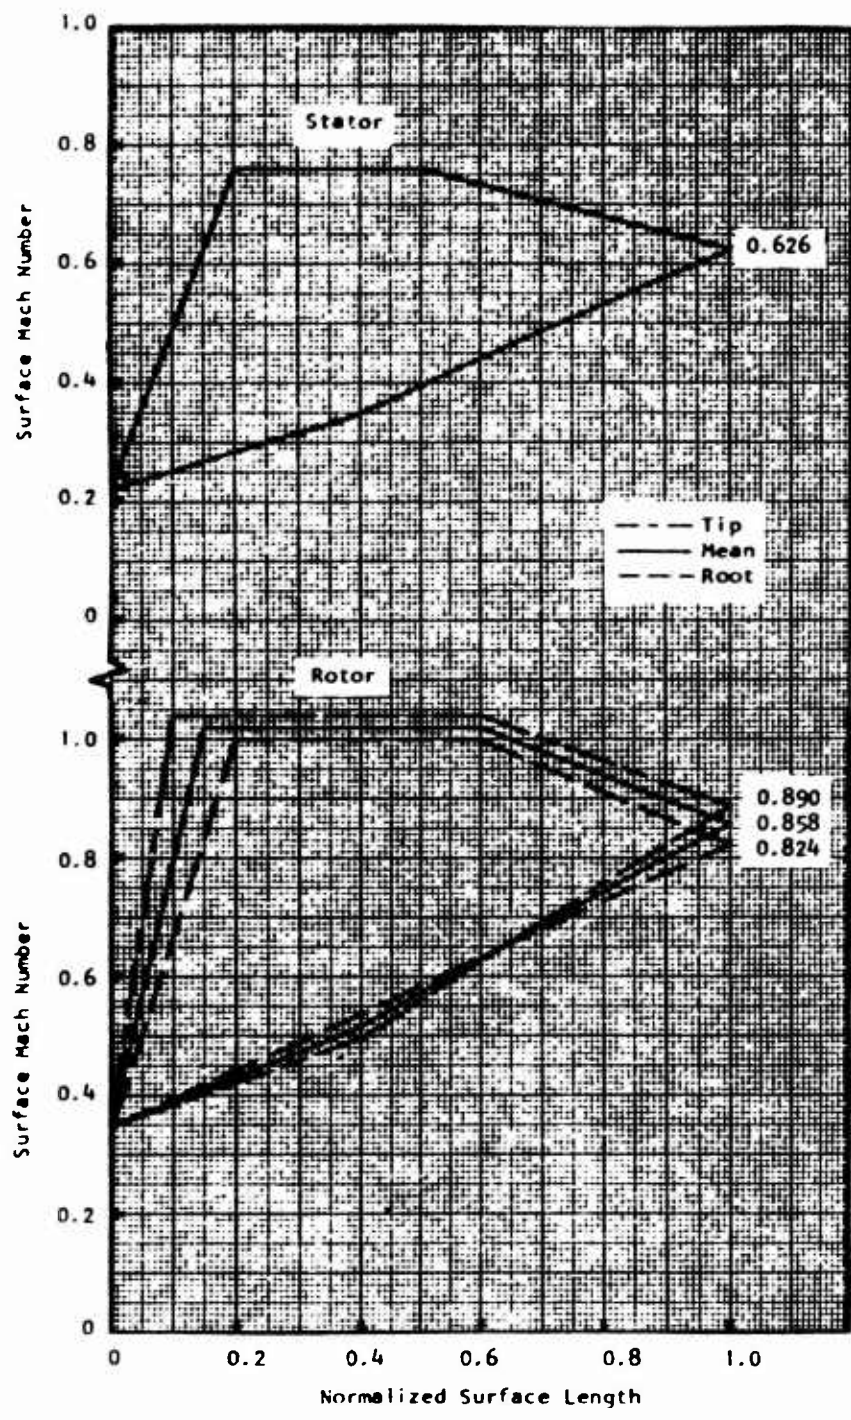 1.0
Stator
0.8
0.626
0.6
Surface Mach Number
0.4
0.2
Tip
Mean
Root
0
Rotor
1.0
0.890
0.858
0.824
0.8
0.6
Surface Mach Number
0.4
0.2
0
0 0.2 0.4 0.6 0.8 1.0
Normalized Surface Length